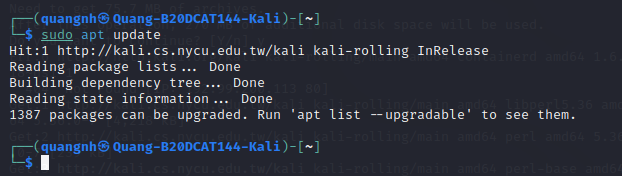 ┌──(quangnh㉿Quang-B20DCAT144-Kali)-[~]
└─$ sudo apt update
Hit:1 http://kali.cs.nycu.edu.tw/kali kali-rolling InRelease
Reading package lists... Done
Building dependency tree... Done
Reading state information... Done
1387 packages can be upgraded. Run 'apt list --upgradable' to see them.
┌──(quangnh㉿Quang-B20DCAT144-Kali)-[~]
└─$